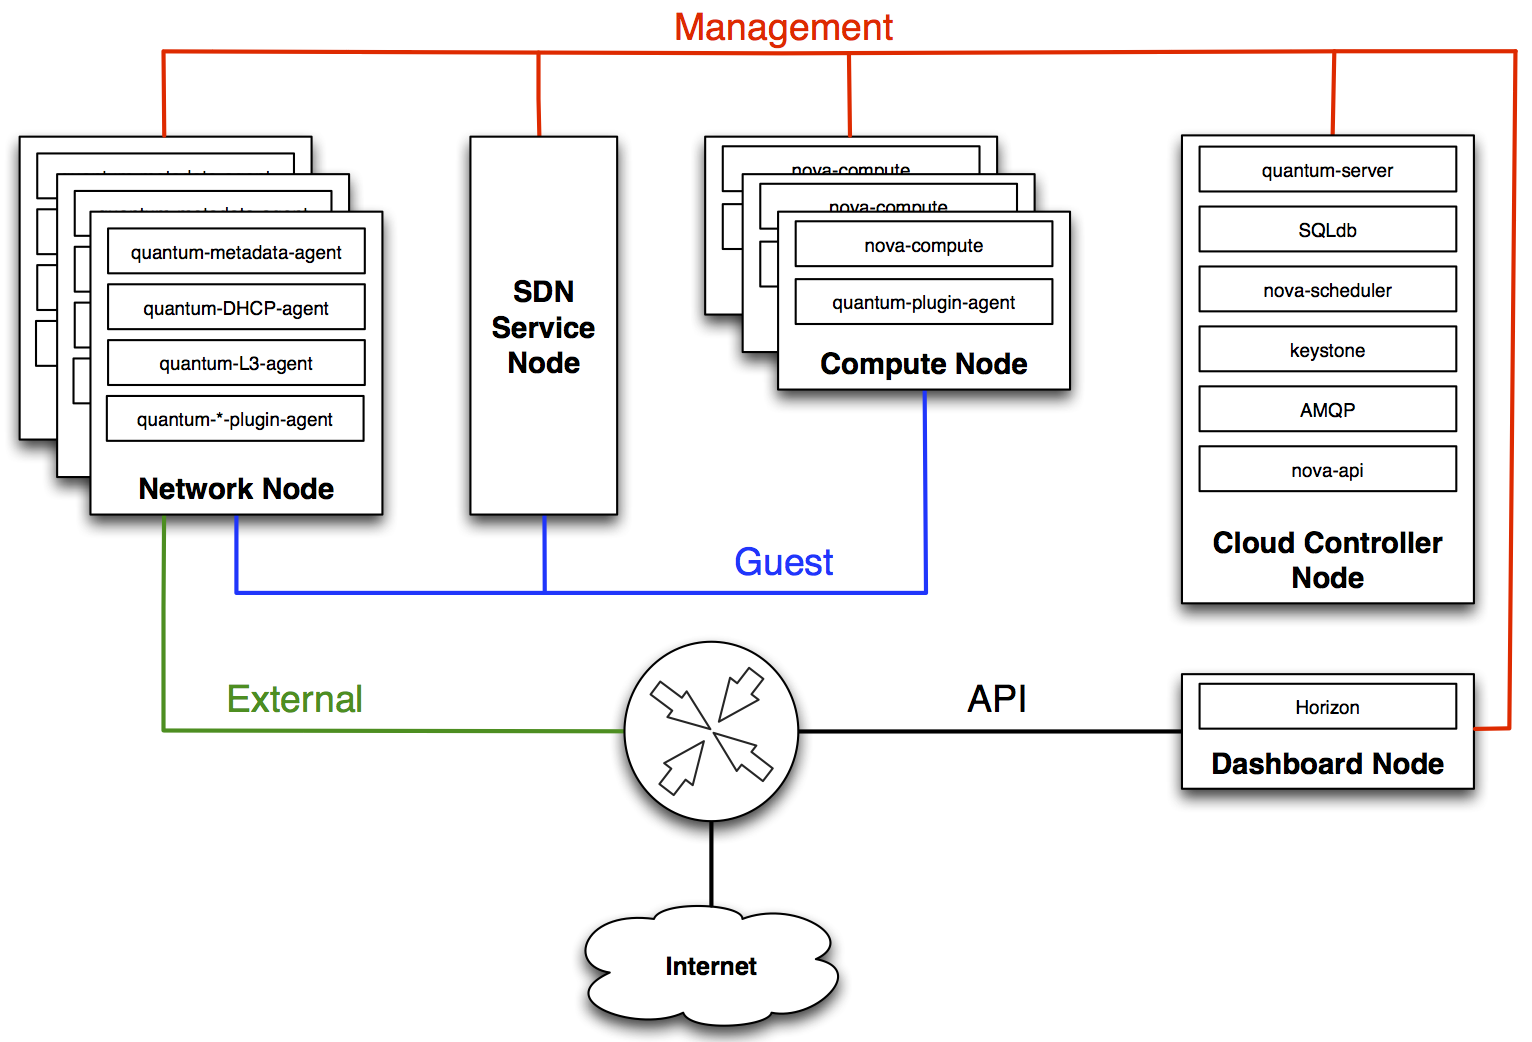 Management
quantum-metadata-agent
quantum-DHCP-agent
quantum-L3-agent
quantum-*-plugin-agent
Network Node
SDN
Service
Node
nova-compute
nova-compute
nova-compute
quantum-plugin-agent
Compute Node
quantum-server
SQLdb
nova-scheduler
keystone
AMQP
nova-api
Cloud Controller
Node
Guest
External
API
Horizon
Dashboard Node
Internet